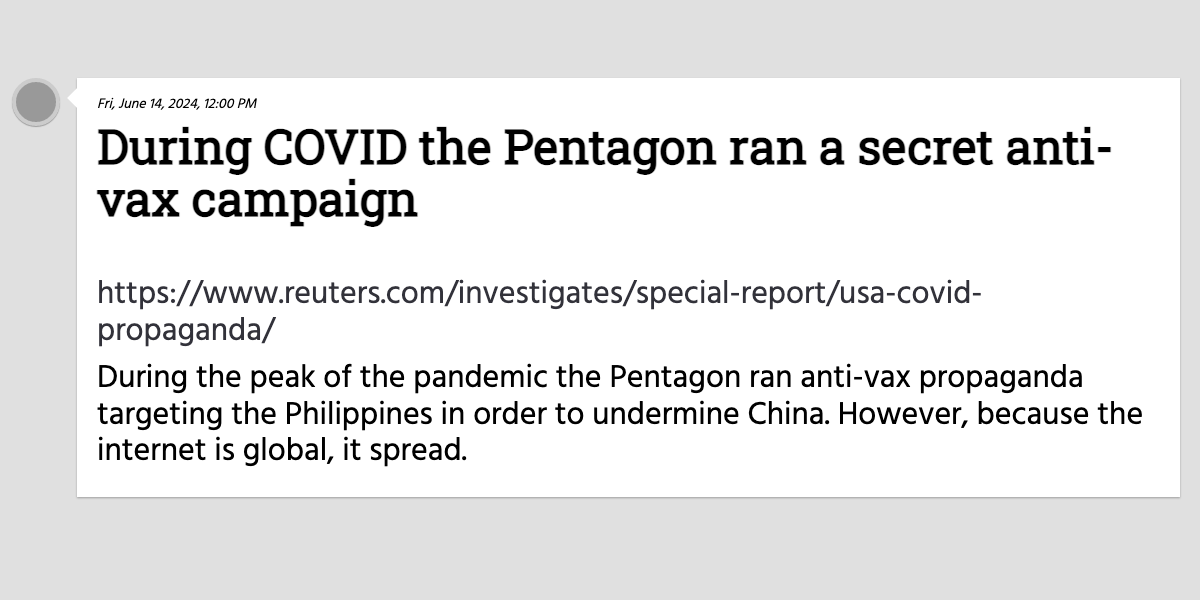 Fri, June 14, 2024, 12:00 PM
During COVID the Pentagon ran a secret anti-
vax campaign
https://www.reuters.com/investigates/special-report/usa-covid-
propaganda/
During the peak of the pandemic the Pentagon ran anti-vax propaganda
targeting the Philippines in order to undermine China. However, because the
internet is global, it spread.